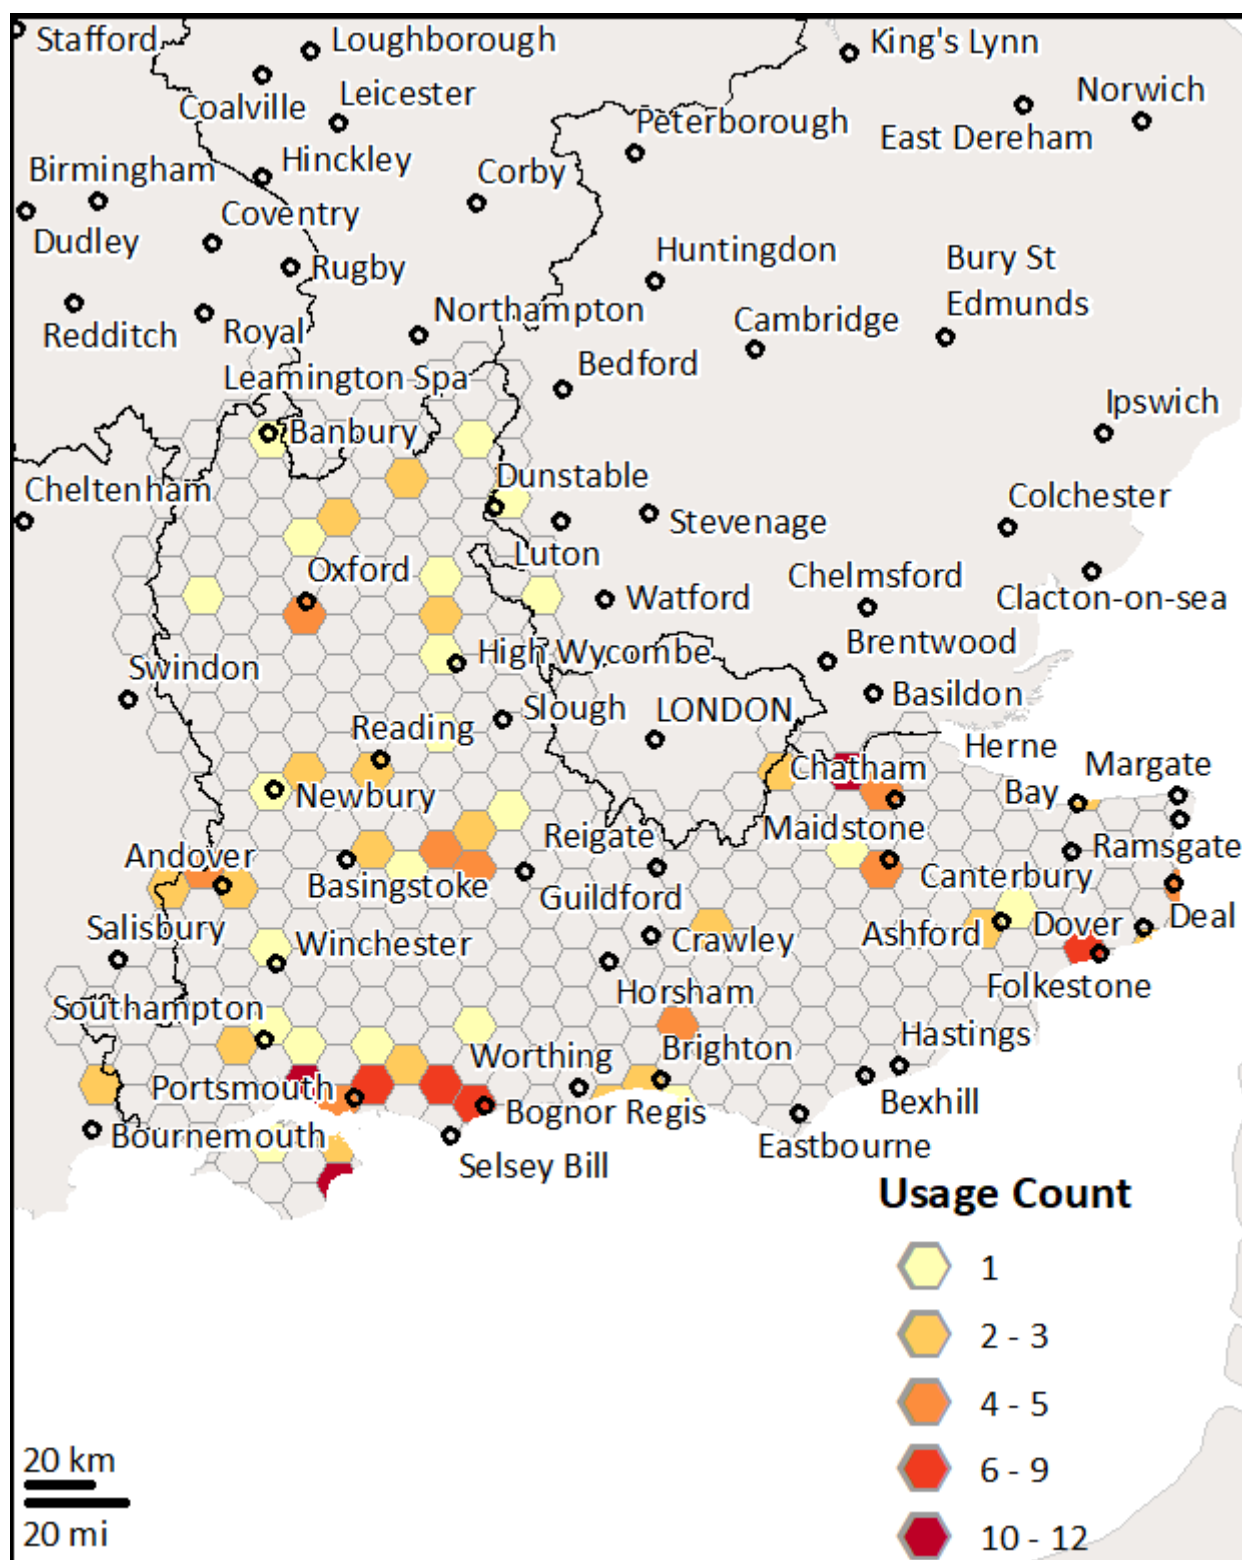 Stafford
Loughborough
King's Lynn
Coalville
Leicester
Norwich
Peterborough
East Dereham
Birmingham
Hinckley
Corby
Dudley
Coventry
Rugby
Huntingdon
Bury St
Edmunds
Redditch
Royal
Leamington Spa
Northampton
Cambridge
Bedford
Ipswich
Banbury
Cheltenham
Dunstable
Stevenage
Colchester
Luton
Oxford
Watford
Chelmsford
Clacton-on-sea
Swindon
High Wycombe
Brentwood
Reading
Slough
LONDON
Basildon
Herne
Bay
Margate
Newbury
Chatham
Andover
Basingstoke
Reigate
Maidstone
Ramsgate
Guildford
Canterbury
Salisbury
Winchester
Crawley
Ashford
Dover
Deal
Southampton
Horsham
Folkestone
Portsmouth
Worthing
Brighton
Hastings
Bournemouth
Bognor Regis
Bexhill
Selsey Bill
Eastbourne
Usage Count
1
2 - 3
4 - 5
6 - 9
10 - 12
20 km
20 mi